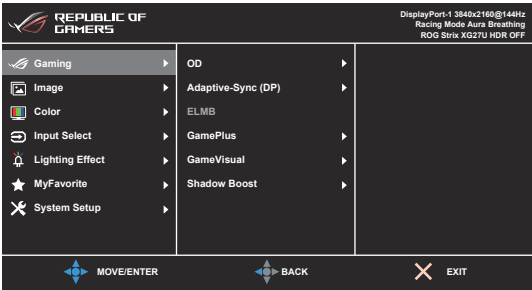 REPUBLIC OF
GAMERS
DisplayPort-1 3840x2160@144Hz
Racing Mode Aura Breathing
ROG Strix XG27U HDR OFF
Gaming
Image
Color
Input Select
Lighting Effect
MyFavorite
System Setup
OD
Adaptive-Sync (DP)
ELMB
GamePlus
GameVisual
Shadow Boost
MOVE/ENTER
BACK
EXIT